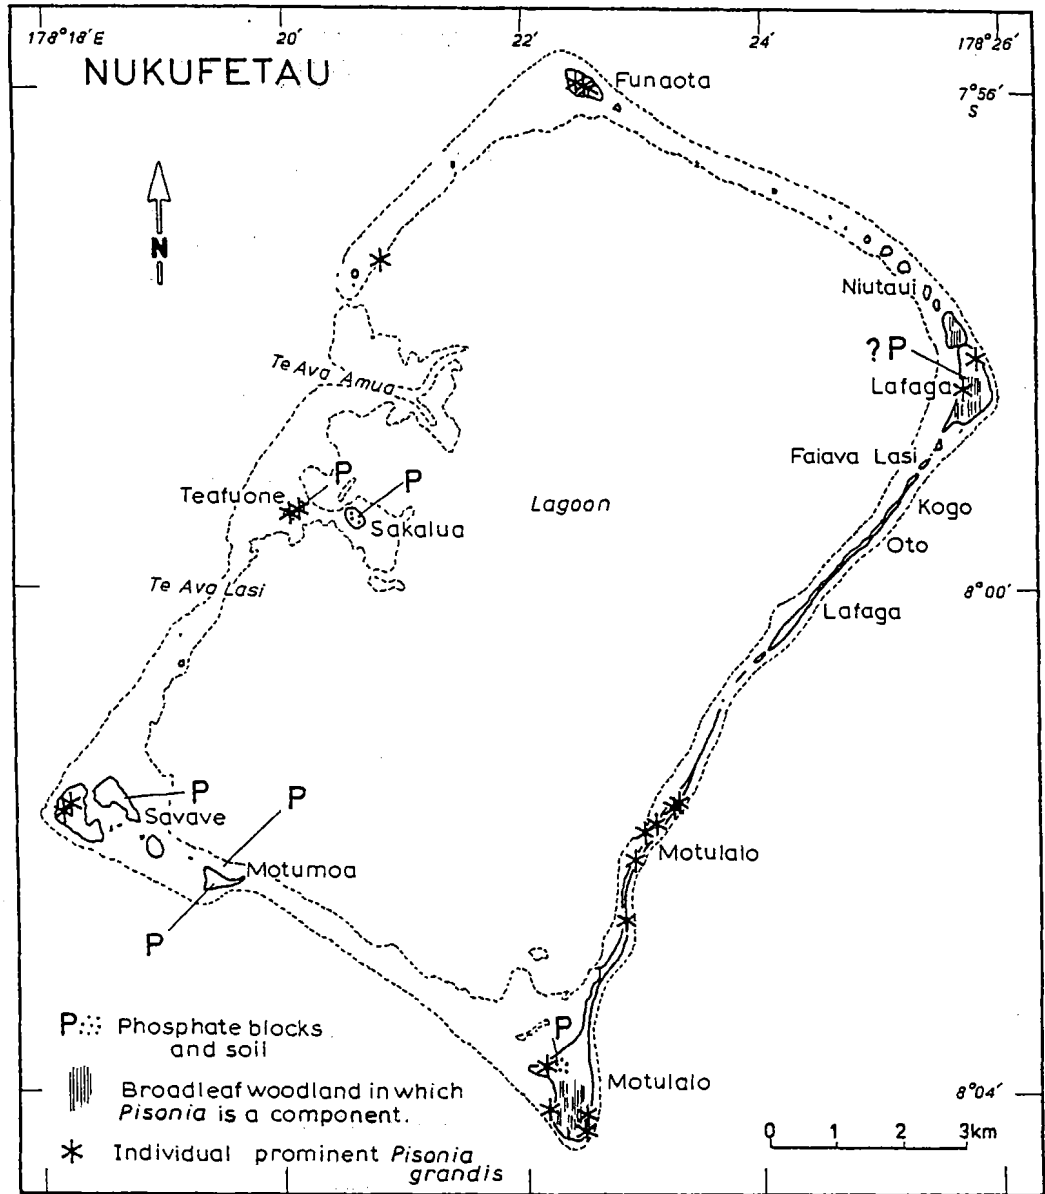 178°18′E 20′ 22′ 24′ 178°26′
NUKUFETAU
Funaota
7°56′
S
N
Niutaui
?P
Te Ava Amua
Lafaga
Faiava Lasi
P
P
Teafuone
Lagoon
Kogo
Sakalua
Oto
Te Ava Lasi
8°00′
Lafaga
P
P
Savave
Motulalo
Motumoa
P
P
P Phosphate blocks
and soil
Motulalo
Broadleaf woodland in which
Pisonia is a component.
8°04′
0 1 2 3km
Individual prominent Pisonia
grandis